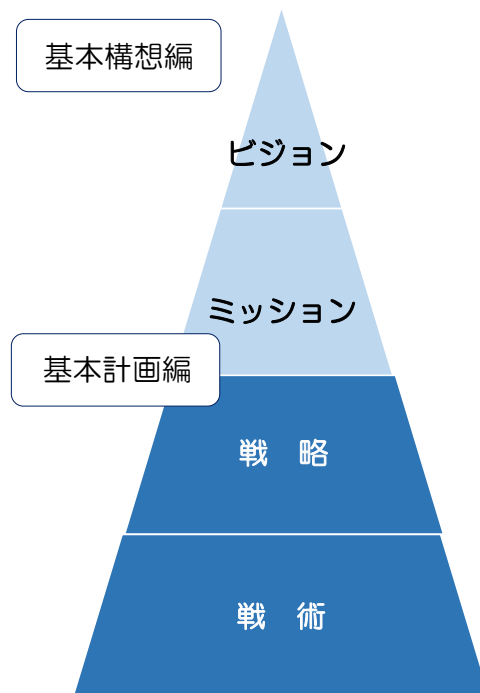 基本構想編
ビジョン
ミッション
基本計画編
戦　略
戦　術